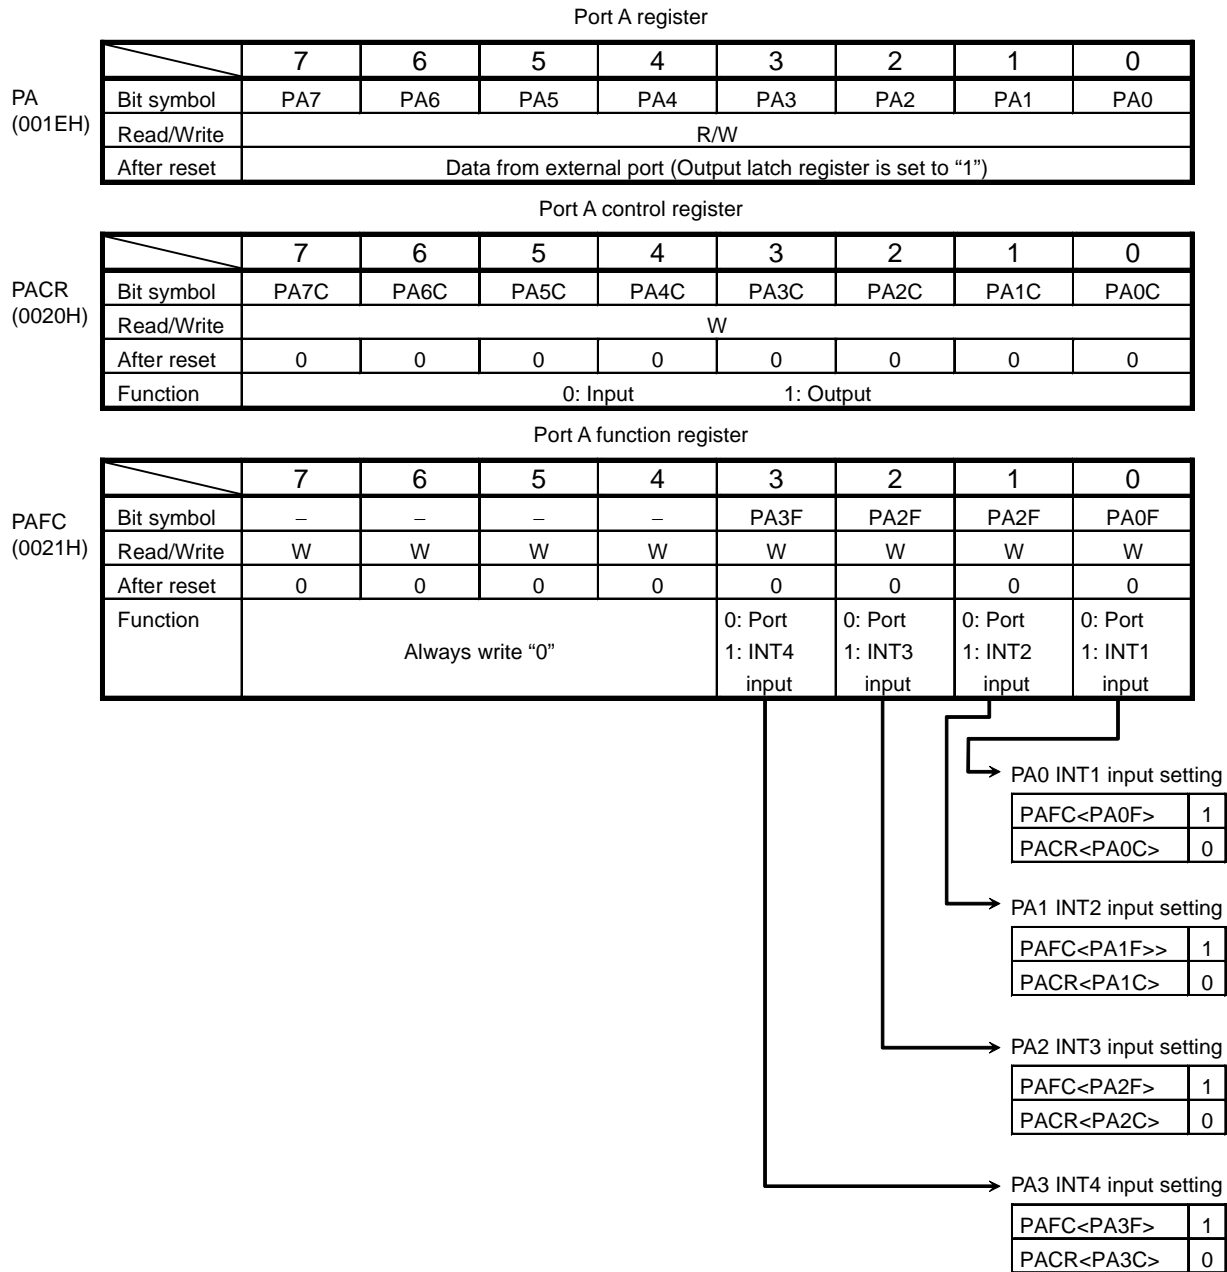 Port A register
7 6 5 4 3 2 1 0
PA
(001EH)
Bit symbol PA7 PA6 PA5 PA4 PA3 PA2 PA1 PA0
Read/Write R/W
After reset Data from external port (Output latch register is set to “1”)
Port A control register
7 6 5 4 3 2 1 0
PACR
(0020H)
Bit symbol PA7C PA6C PA5C PA4C PA3C PA2C PA1C PA0C
Read/Write W
After reset 0 0 0 0 0 0 0 0
Function 0: Input 1: Output
Port A function register
7 6 5 4 3 2 1 0
PAFC
(0021H)
Bit symbol – – – – PA3F PA2F PA2F PA0F
Read/Write W W W W W W W W
After reset 0 0 0 0 0 0 0 0
Function Always write “0” 0: Port 0: Port 0: Port 0: Port
1: INT4 1: INT3 1: INT2 1: INT1
input input input input
PA0 INT1 input setting
PAFC<PA0F> 1
PACR<PA0C> 0
PA1 INT2 input setting
PAFC<PA1F>> 1
PACR<PA1C> 0
PA2 INT3 input setting
PAFC<PA2F> 1
PACR<PA2C> 0
PA3 INT4 input setting
PAFC<PA3F> 1
PACR<PA3C> 0